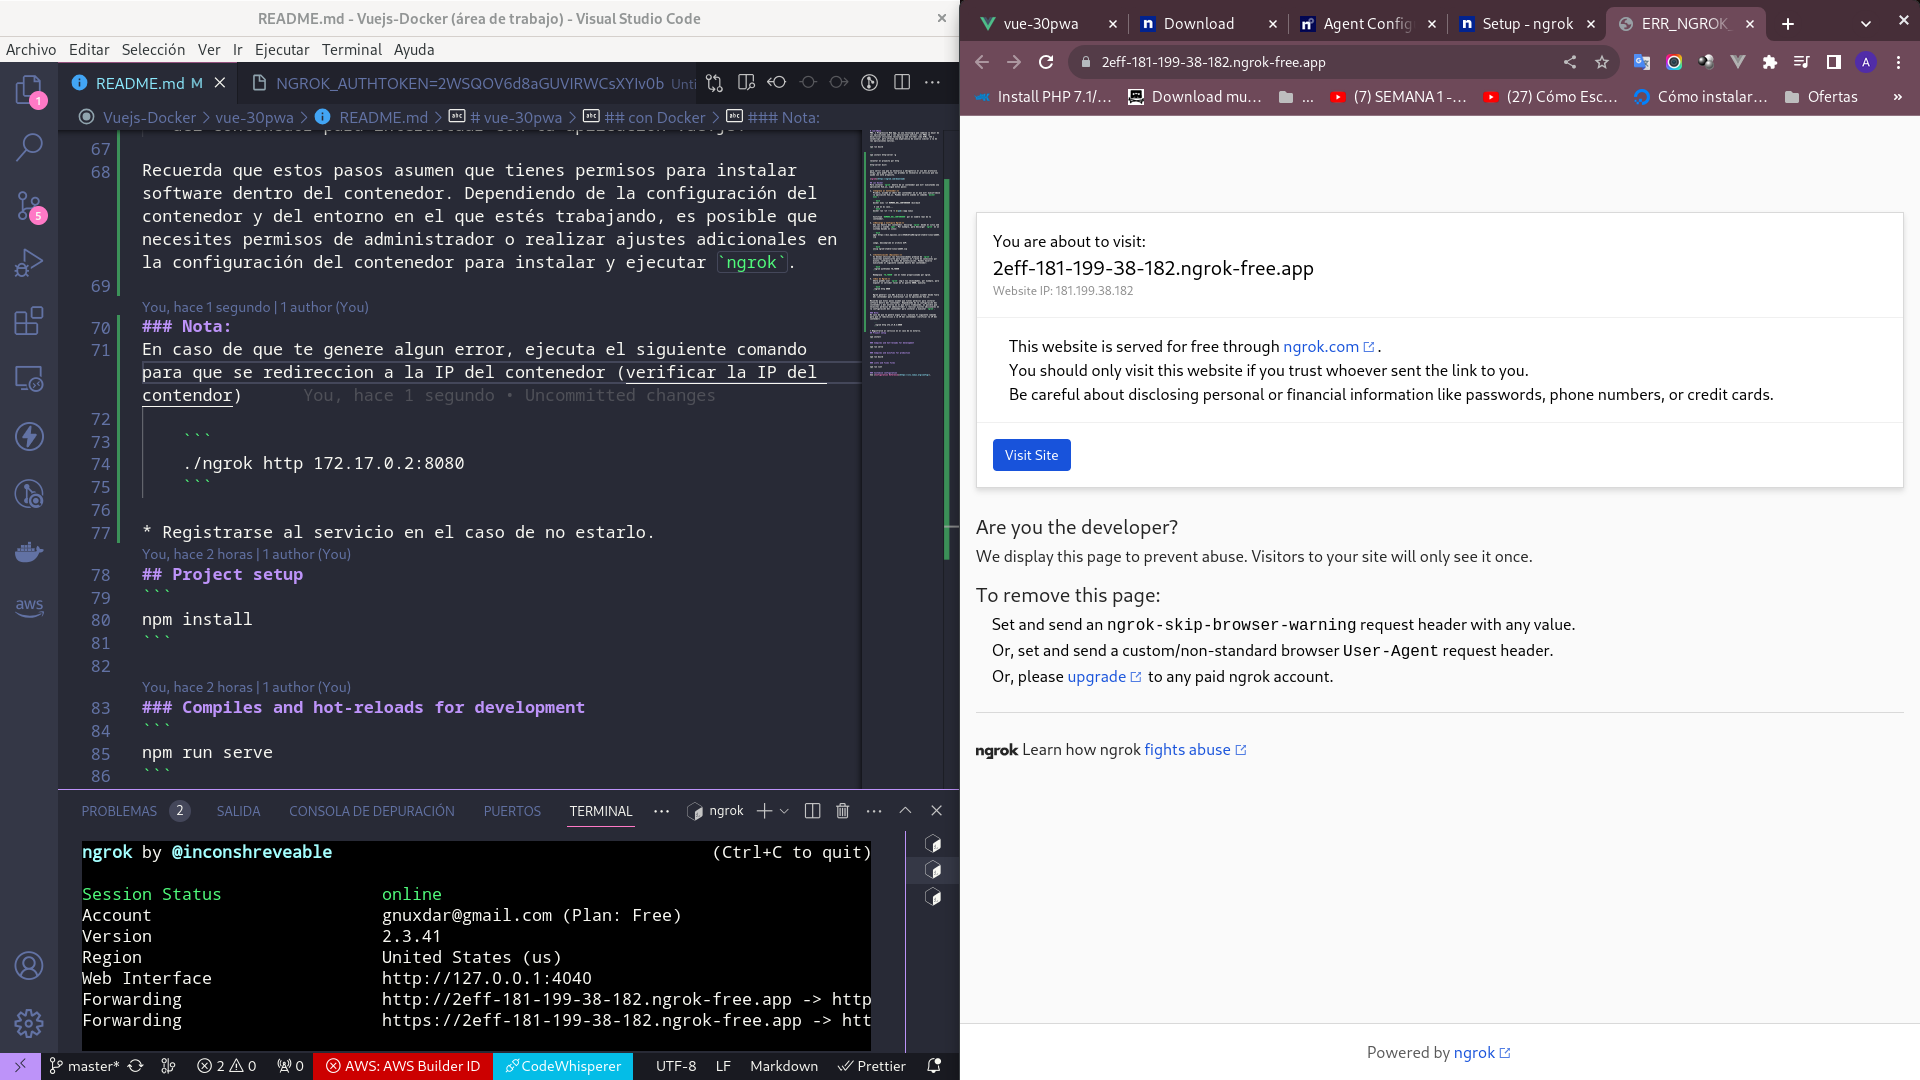 README.md - Vuejs-Docker (área de trabajo) - Visual Studio Code
Archivo Editar Selección Ver Ir Ejecutar Terminal Ayuda
README.md M
NGROK_AUTHTOKEN=2WSQOV6d8aGUVIRWCsXYIv0b Unti
Vuejs-Docker > vue-30pwa > README.md > # vue-30pwa > ## con Docker > ### Nota:
67
68 Recuerda que estos pasos asumen que tienes permisos para instalar
software dentro del contenedor. Dependiendo de la configuración del
contenedor y del entorno en el que estés trabajando, es posible que
necesites permisos de administrador o realizar ajustes adicionales en
la configuración del contenedor para instalar y ejecutar `ngrok`.
69
You, hace 1 segundo | 1 author (You)
70 ### Nota:
71 En caso de que te genere algun error, ejecuta el siguiente comando
para que se redireccion a la IP del contenedor (verificar la IP del
contendor) You, hace 1 segundo • Uncommitted changes
72
73 ```
74 ./ngrok http 172.17.0.2:8080
75 ```
76
77 * Registrarse al servicio en el caso de no estarlo.
You, hace 2 horas | 1 author (You)
78 ## Project setup
79 ```
80 npm install
81 ```
82
You, hace 2 horas | 1 author (You)
83 ### Compiles and hot-reloads for development
84 ```
85 npm run serve
86 ```
PROBLEMAS 2 SALIDA CONSOLA DE DEPURACIÓN PUERTOS TERMINAL ngrok
ngrok by @inconshreveable (Ctrl+C to quit)
Session Status online
Account gnuxdar@gmail.com (Plan: Free)
Version 2.3.41
Region United States (us)
Web Interface http://127.0.0.1:4040
Forwarding http://2eff-181-199-38-182.ngrok-free.app -> http
Forwarding https://2eff-181-199-38-182.ngrok-free.app -> htt
1
5
aws
master* 2 0 0 AWS: AWS Builder ID CodeWhisperer UTF-8 LF Markdown Prettier
vue-30pwa Download Agent Config Setup - ngrok ERR_NGROK_
2eff-181-199-38-182.ngrok-free.app A
Install PHP 7.1/… Download mu… ... (7) SEMANA 1 -… (27) Cómo Esc… Cómo instalar… Ofertas »
You are about to visit:
2eff-181-199-38-182.ngrok-free.app
Website IP: 181.199.38.182
This website is served for free through ngrok.com .
You should only visit this website if you trust whoever sent the link to you.
Be careful about disclosing personal or financial information like passwords, phone numbers, or credit cards.
Visit Site
Are you the developer?
We display this page to prevent abuse. Visitors to your site will only see it once.
To remove this page:
Set and send an ngrok-skip-browser-warning request header with any value.
Or, set and send a custom/non-standard browser User-Agent request header.
Or, please upgrade to any paid ngrok account.
ngrok Learn how ngrok fights abuse
Powered by ngrok